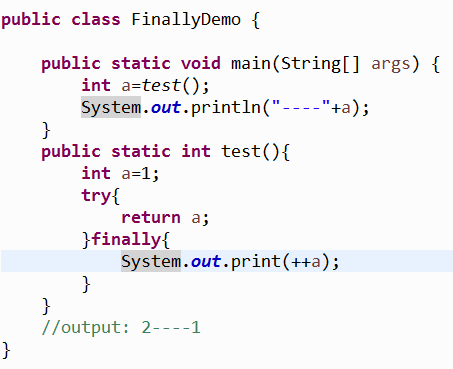 public class FinallyDemo {
public static void main(String[] args) {
int a=test();
System.out.println("----"+a);
}
public static int test(){
int a=1;
try{
return a;
}finally{
System.out.print(++a);
}
}
//output: 2----1
}